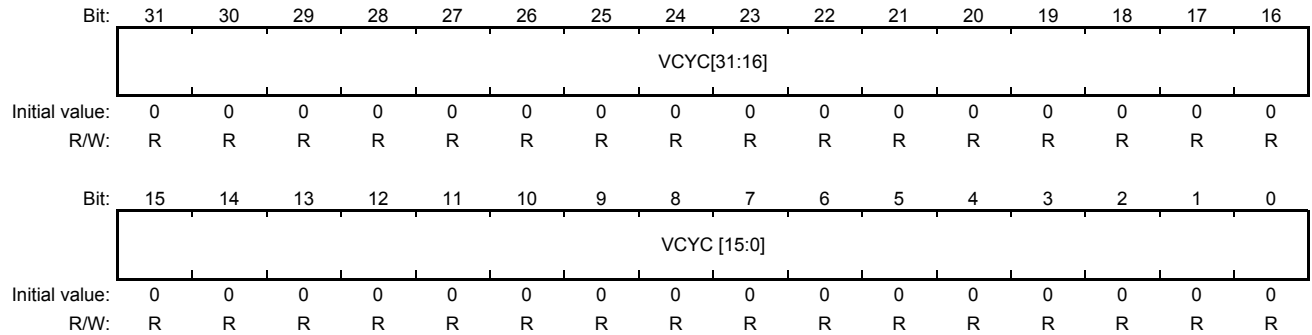 Bit: 31 30 29 28 27 26 25 24 23 22 21 20 19 18 17 16
VCYC[31:16]
Initial value: 0 0 0 0 0 0 0 0 0 0 0 0 0 0 0 0
R/W: R R R R R R R R R R R R R R R R
Bit: 15 14 13 12 11 10 9 8 7 6 5 4 3 2 1 0
VCYC [15:0]
Initial value: 0 0 0 0 0 0 0 0 0 0 0 0 0 0 0 0
R/W: R R R R R R R R R R R R R R R R